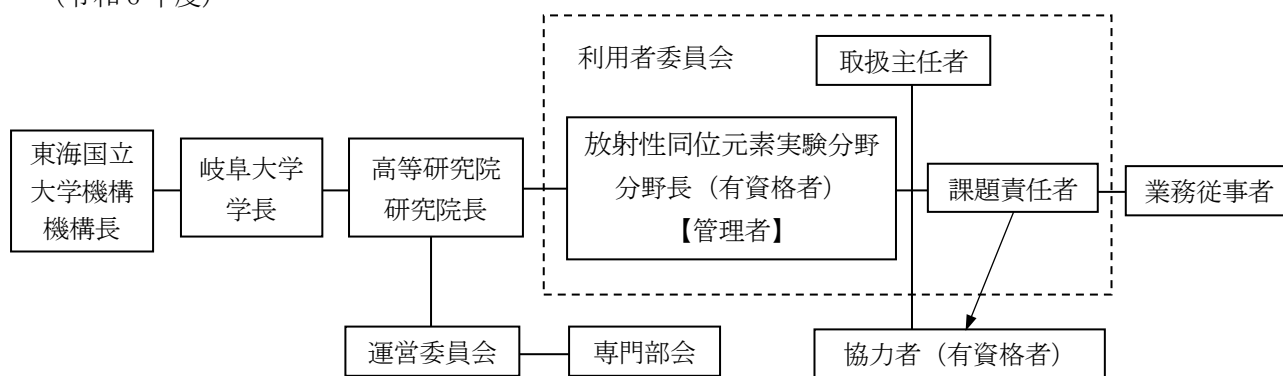 （令和６年度）
利用者委員会
取扱主任者
東海国立
大学機構
機構長
岐阜大学
学長
高等研究院
研究院長
放射性同位元素実験分野
分野長（有資格者）
【管理者】
課題責任者
業務従事者
運営委員会
専門部会
協力者（有資格者）